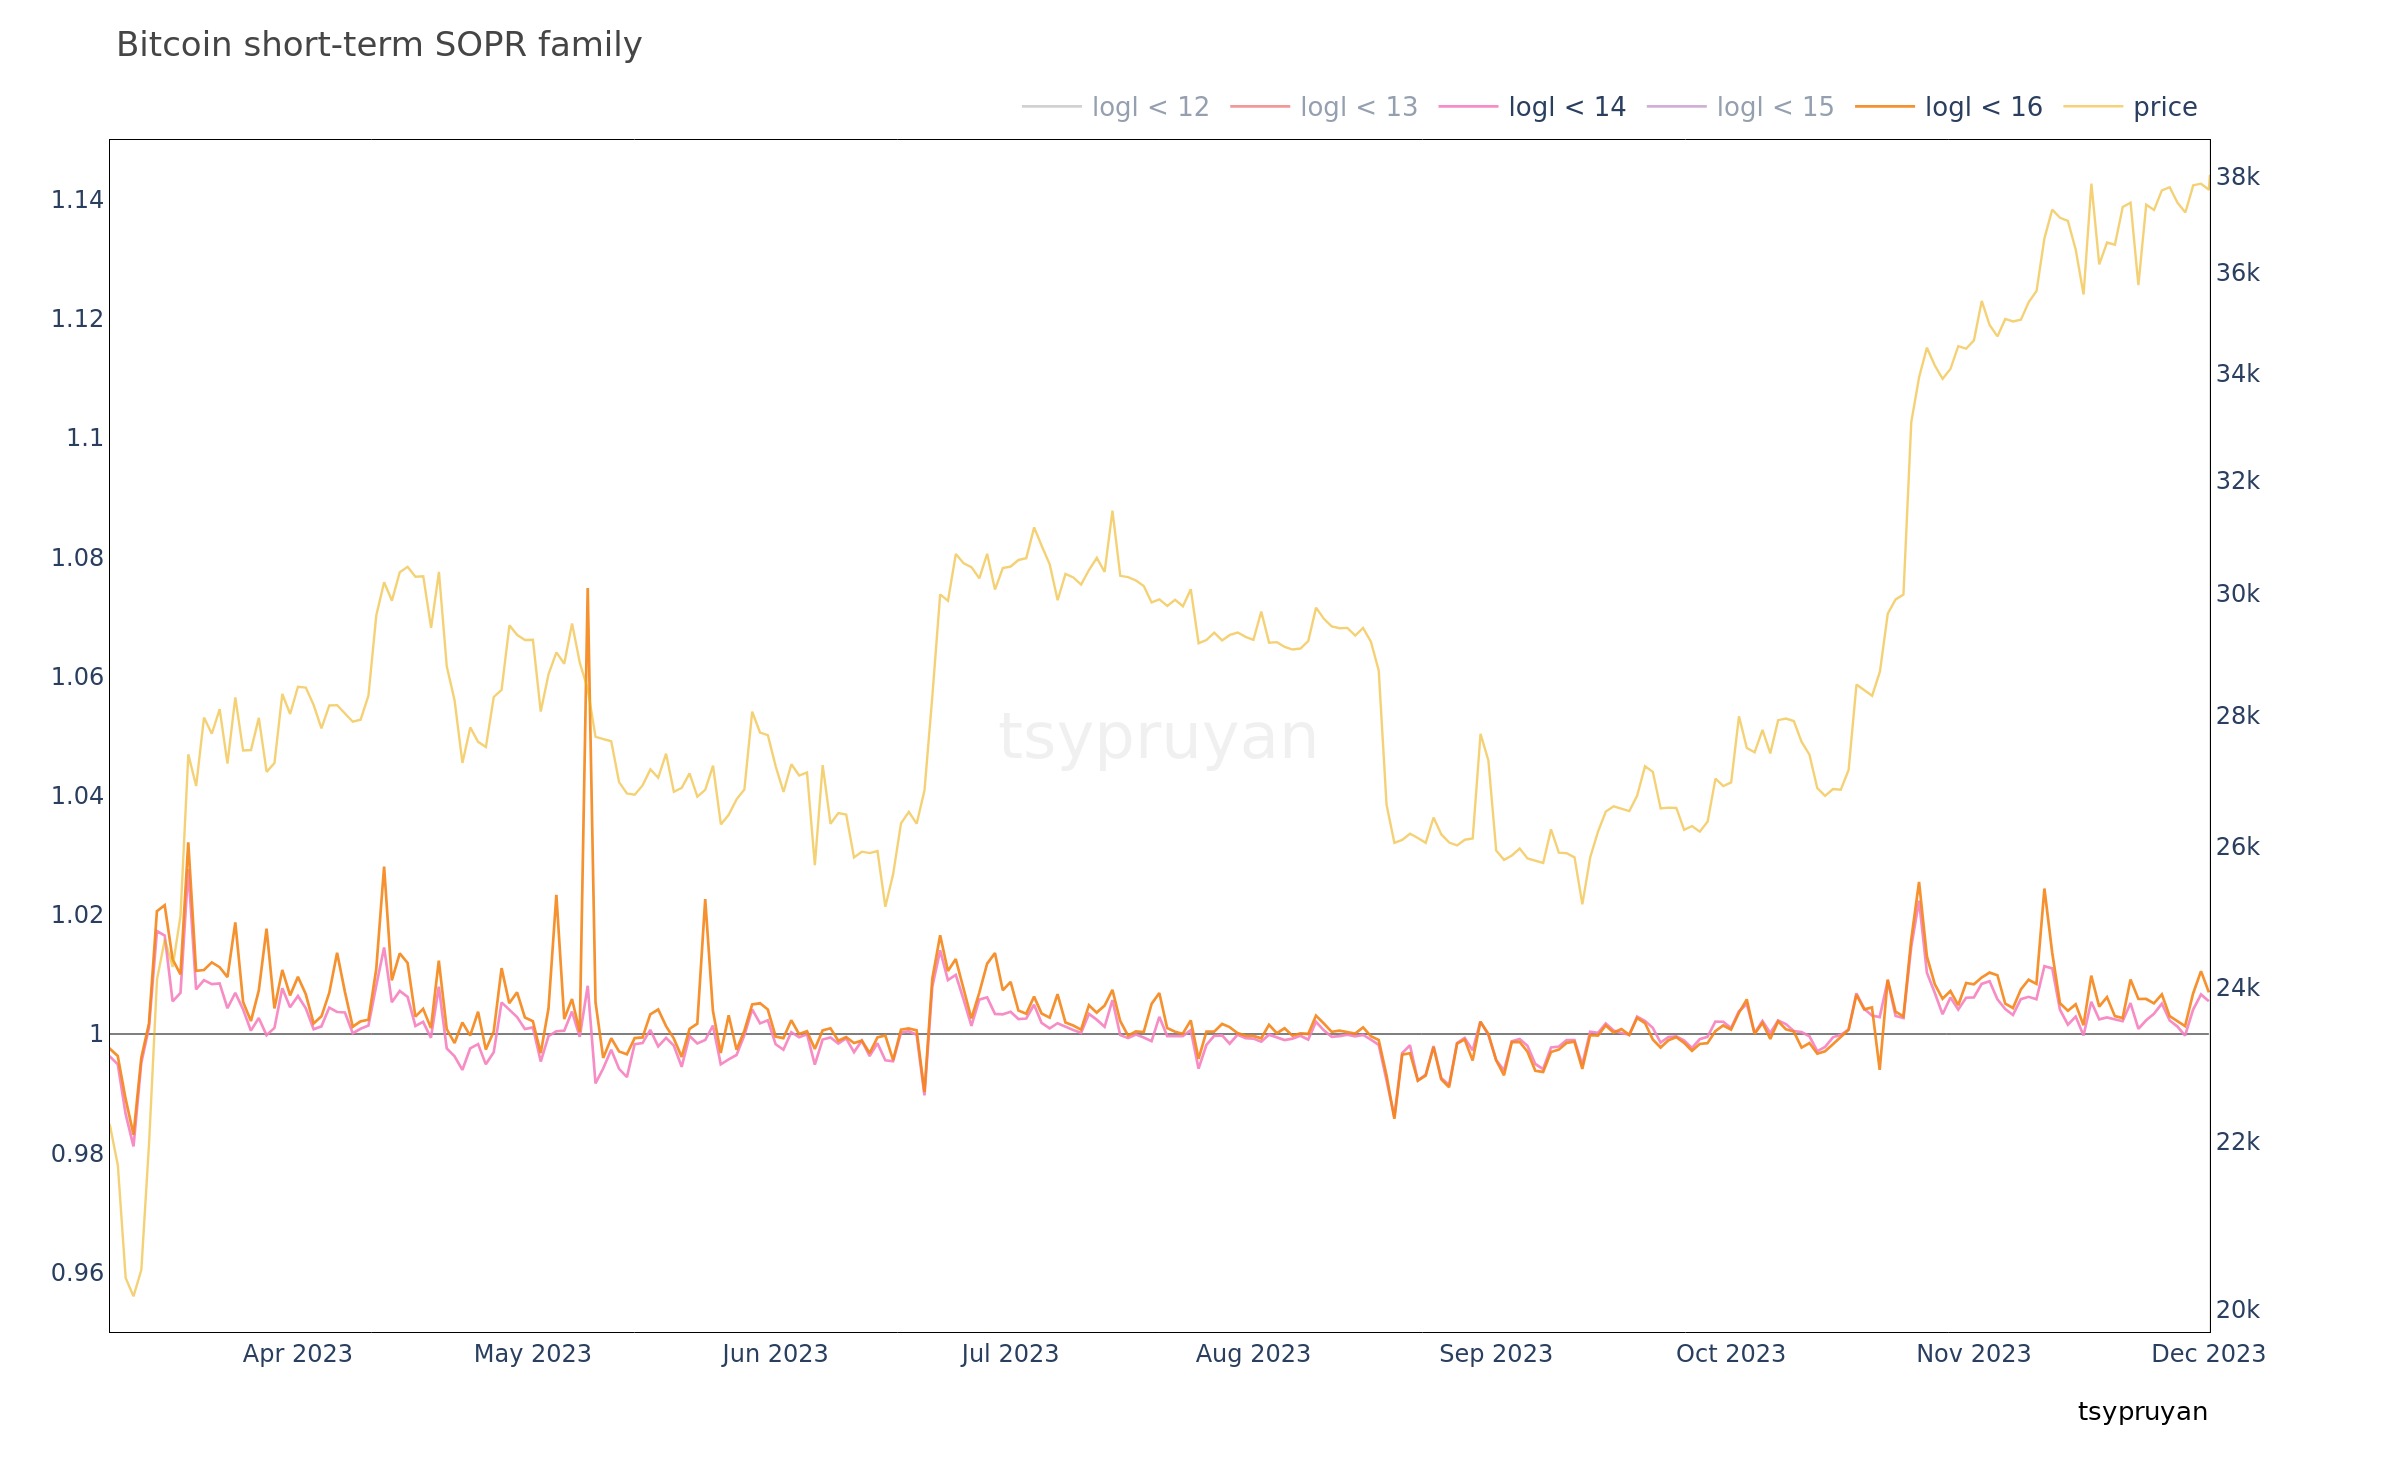 Bitcoin short-term SOPR family
logl < 12 logl < 13 logl < 14 logl < 15 logl < 16 price
1.14
1.12
1.1
1.08
1.06
1.04
1.02
1
0.98
0.96
38k
36k
34k
32k
30k
28k
26k
24k
22k
20k
tsypruyan
Apr 2023 May 2023 Jun 2023 Jul 2023 Aug 2023 Sep 2023 Oct 2023 Nov 2023 Dec 2023
tsypruyan